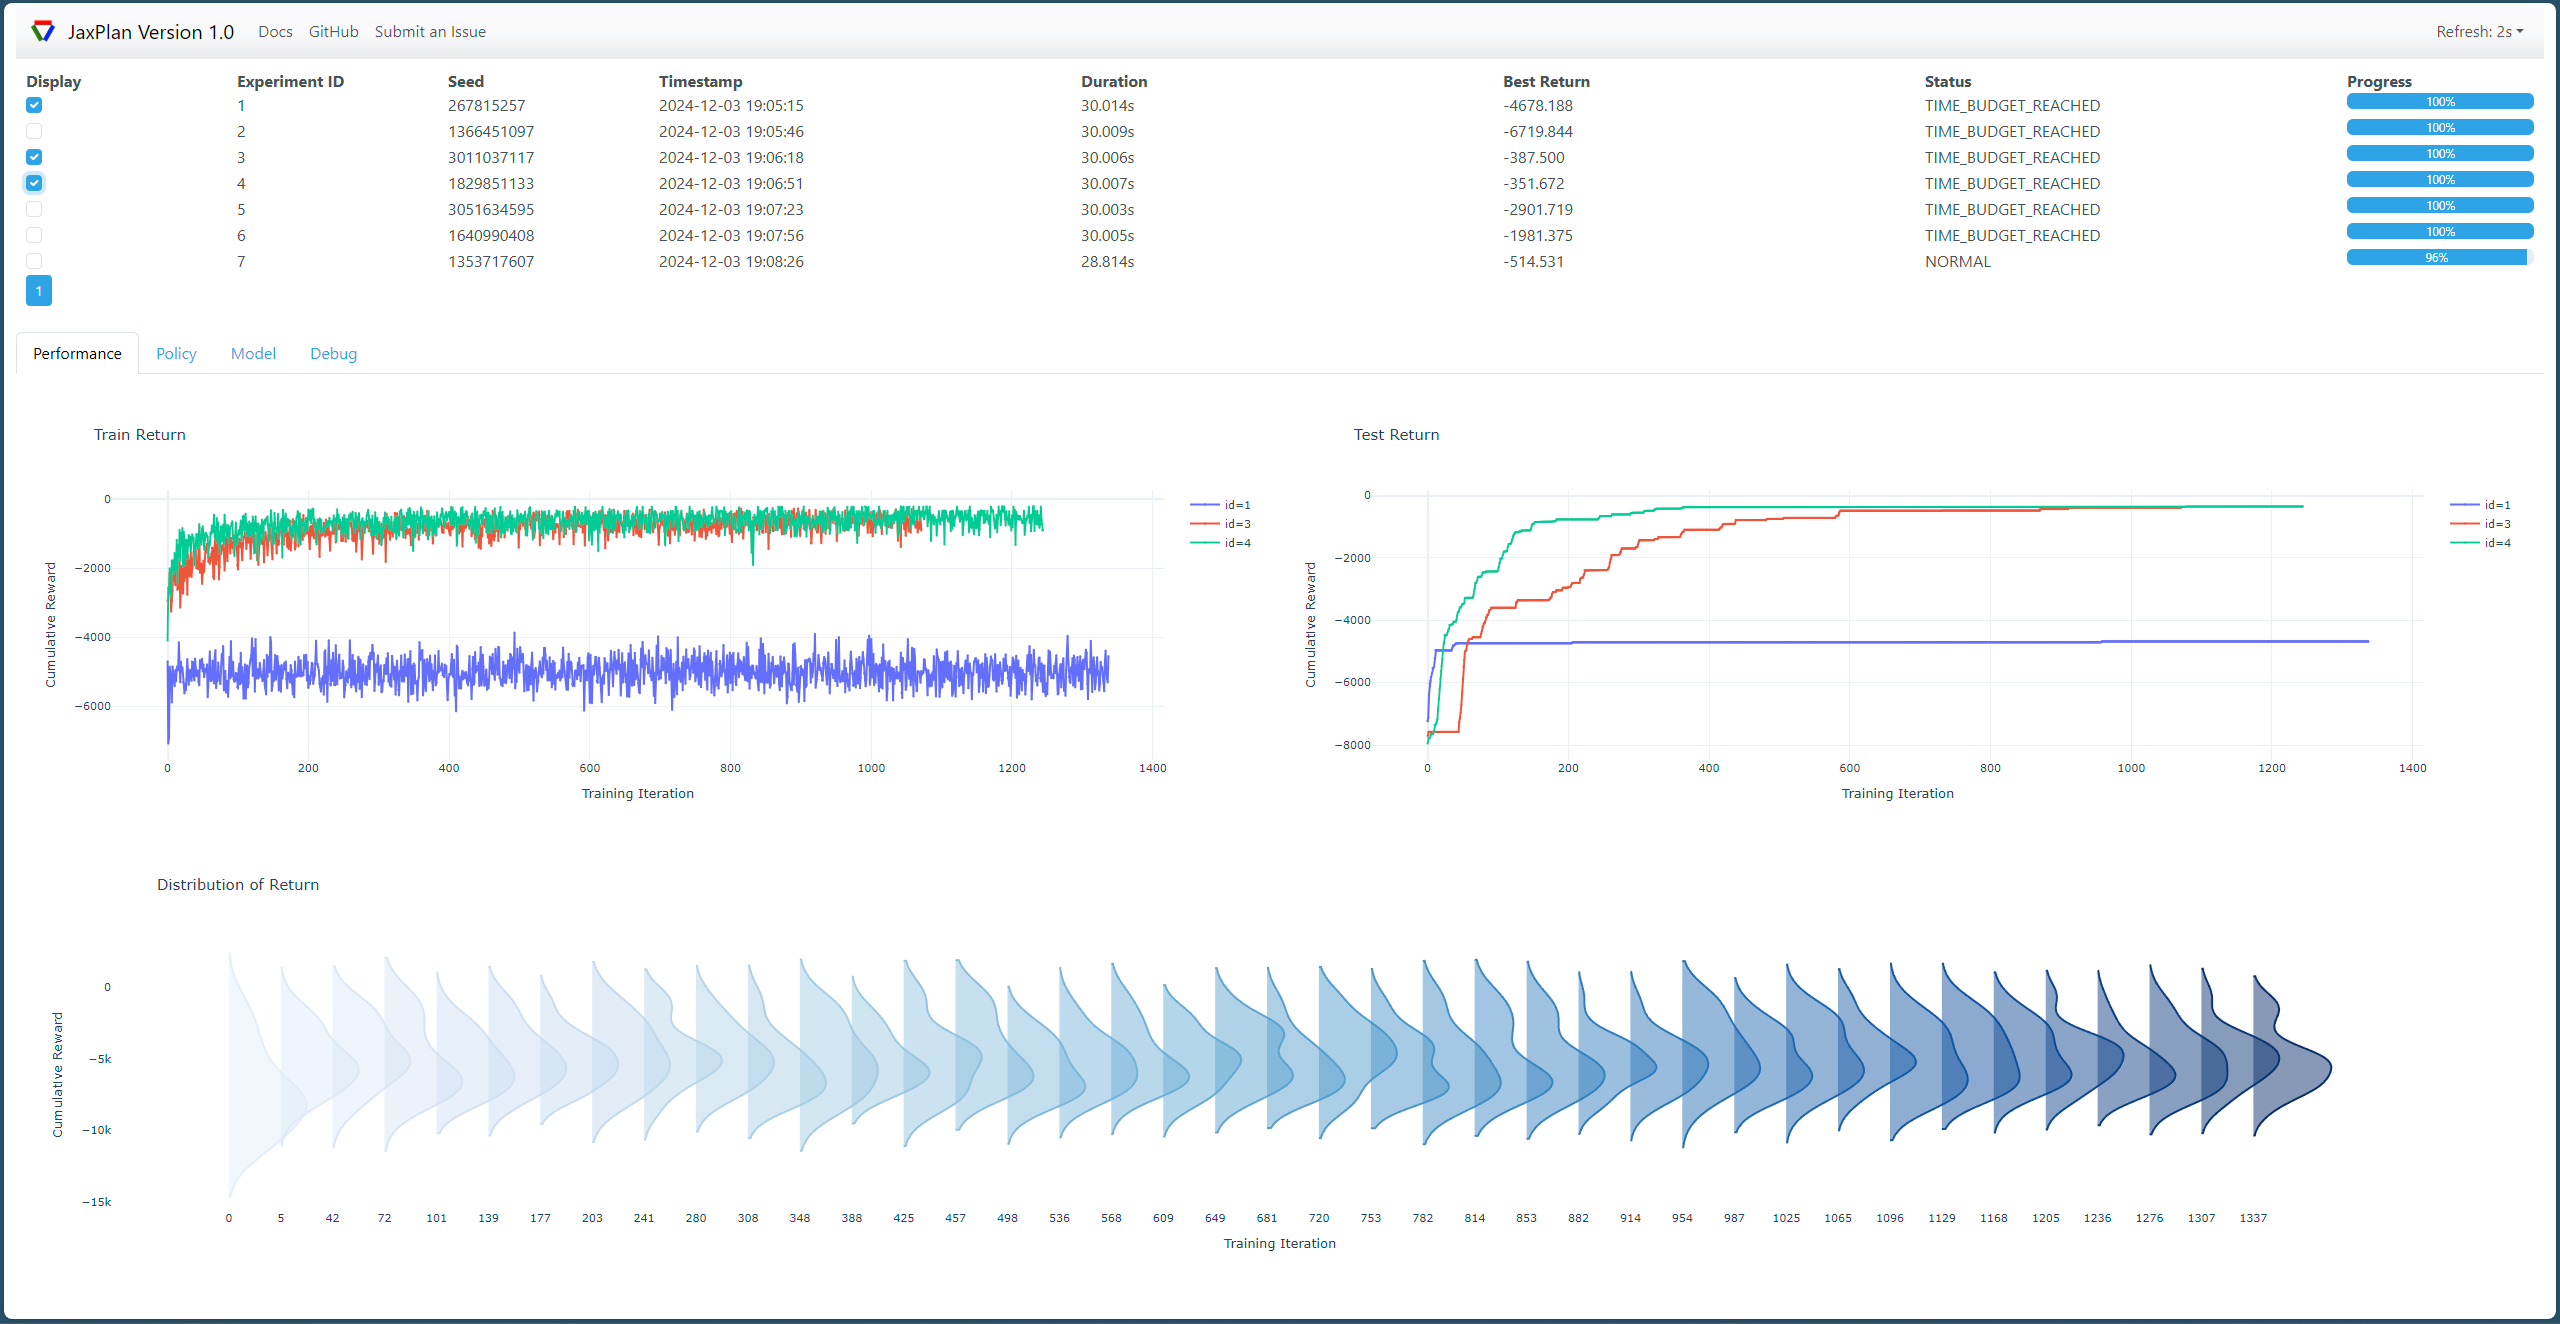 JaxPlan Version 1.0 Docs GitHub Submit an Issue Refresh: 2s
Display Experiment ID Seed Timestamp Duration Best Return Status Progress
1 267815257 2024-12-03 19:05:15 30.014s -4678.188 TIME_BUDGET_REACHED 100%
2 1366451097 2024-12-03 19:05:46 30.009s -6719.844 TIME_BUDGET_REACHED 100%
3 3011037117 2024-12-03 19:06:18 30.006s -387.500 TIME_BUDGET_REACHED 100%
4 1829851133 2024-12-03 19:06:51 30.007s -351.672 TIME_BUDGET_REACHED 100%
5 3051634595 2024-12-03 19:07:23 30.003s -2901.719 TIME_BUDGET_REACHED 100%
6 1640990408 2024-12-03 19:07:56 30.005s -1981.375 TIME_BUDGET_REACHED 100%
7 1353717607 2024-12-03 19:08:26 28.814s -514.531 NORMAL 96%
1
Performance Policy Model Debug
Train Return
Cumulative Reward
0
−2000
−4000
−6000
0 200 400 600 800 1000 1200 1400
Training Iteration
id=1
id=3
id=4
Test Return
Cumulative Reward
0
−2000
−4000
−6000
−8000
0 200 400 600 800 1000 1200 1400
Training Iteration
id=1
id=3
id=4
Distribution of Return
Cumulative Reward
0
−5k
−10k
−15k
0 5 42 72 101 139 177 203 241 280 308 348 388 425 457 498 536 568 609 649 681 720 753 782 814 853 882 914 954 987 1025 1065 1096 1129 1168 1205 1236 1276 1307 1337
Training Iteration